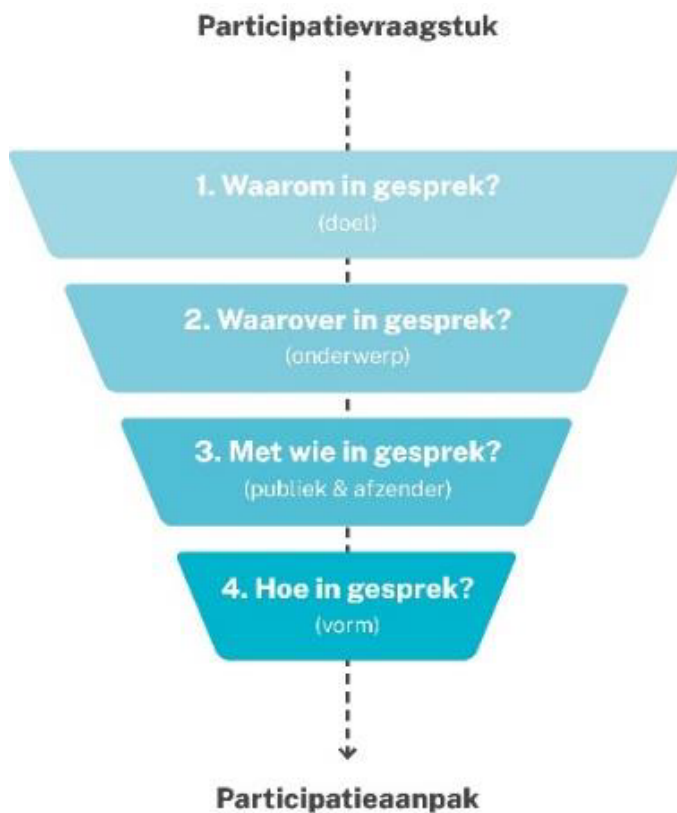 Participatievraagstuk
1. Waarom in gesprek?
(doel)
2. Waarover in gesprek?
(onderwerp)
3. Met wie in gesprek?
(publiek & afzender)
4. Hoe in gesprek?
(vorm)
Participatieaanpak